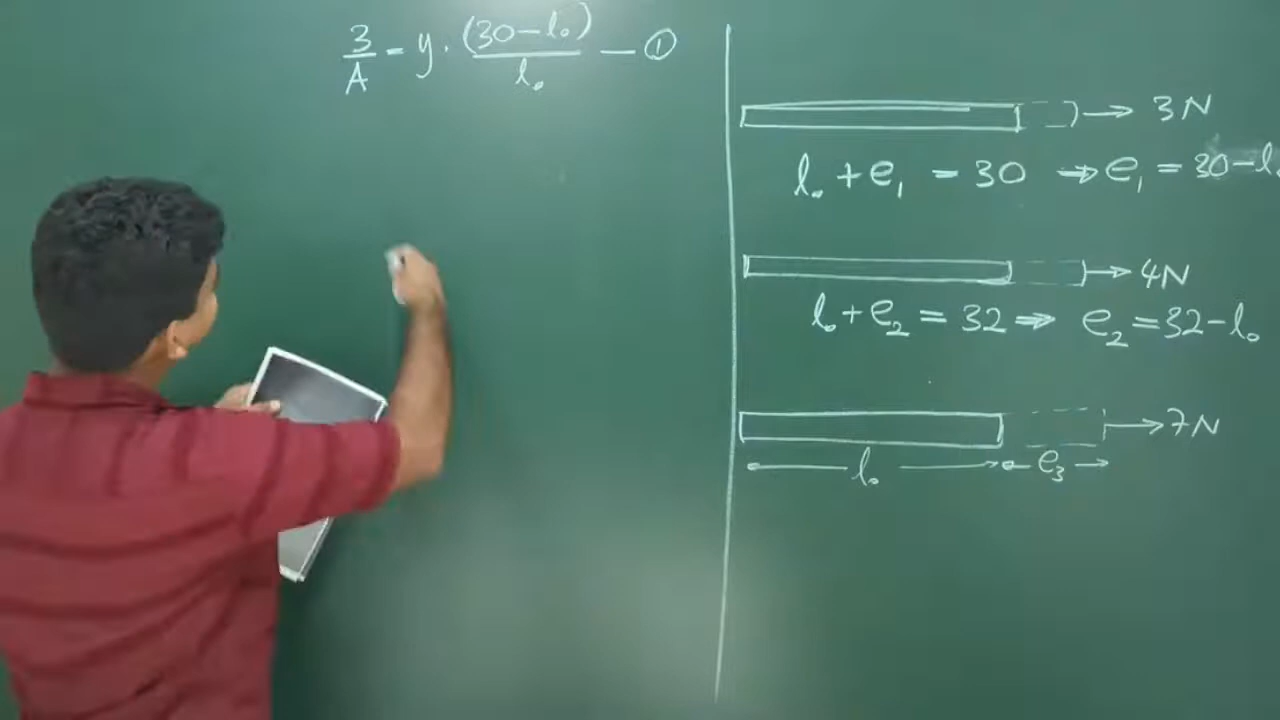 3/A = y · (30 – l₀)/l₀ — ①
→ 3N
l₀ + e₁ = 30 ⇒ e₁ = 30 – l₀
→ 4N
l₀ + e₂ = 32 ⇒ e₂ = 32 – l₀
→ 7N
l₀ e₃